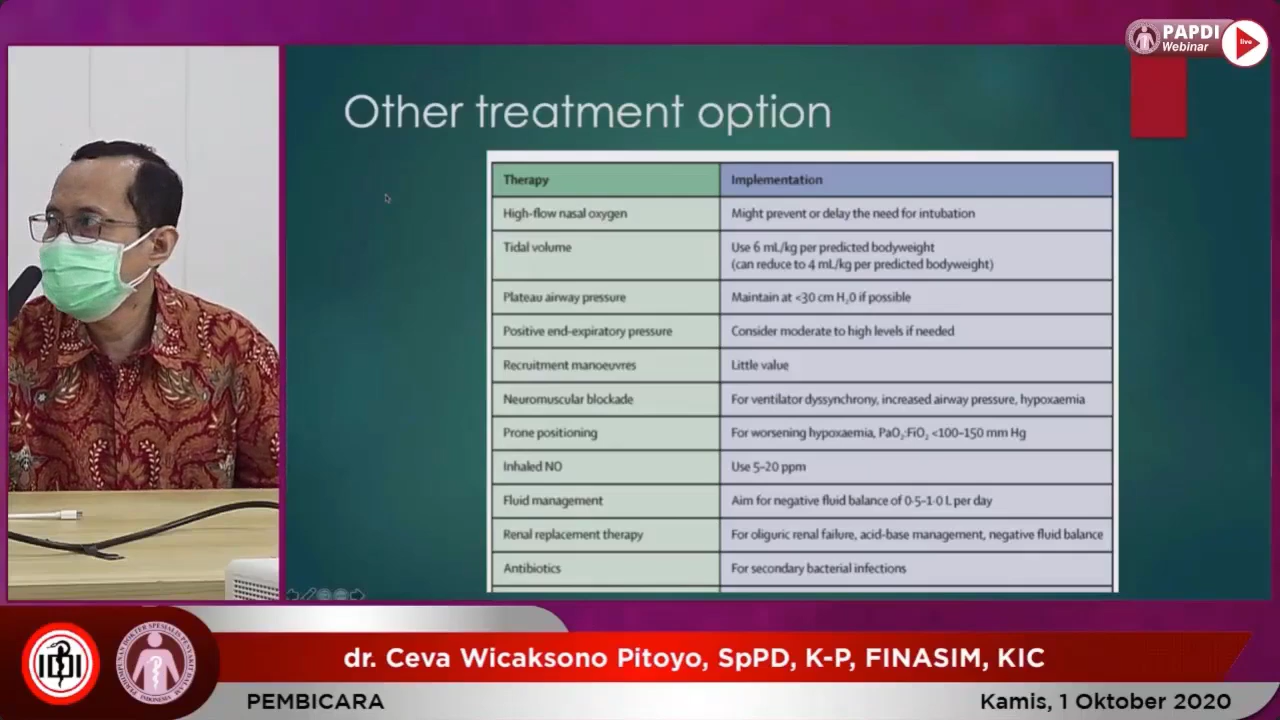 PAPDI
Webinar
live
Other treatment option
Therapy
Implementation
High-flow nasal oxygen
Might prevent or delay the need for intubation
Tidal volume
Use 6 mL/kg per predicted bodyweight
(can reduce to 4 mL/kg per predicted bodyweight)
Plateau airway pressure
Maintain at <30 cm H₂0 if possible
Positive end-expiratory pressure
Consider moderate to high levels if needed
Recruitment manoeuvres
Little value
Neuromuscular blockade
For ventilator dyssynchrony, increased airway pressure, hypoxaemia
Prone positioning
For worsening hypoxaemia, PaO₂:FiO₂ <100–150 mm Hg
Inhaled NO
Use 5–20 ppm
Fluid management
Aim for negative fluid balance of 0·5–1·0 L per day
Renal replacement therapy
For oliguric renal failure, acid-base management, negative fluid balance
Antibiotics
For secondary bacterial infections
IDI
dr. Ceva Wicaksono Pitoyo, SpPD, K-P, FINASIM, KIC
PEMBICARA
Kamis, 1 Oktober 2020